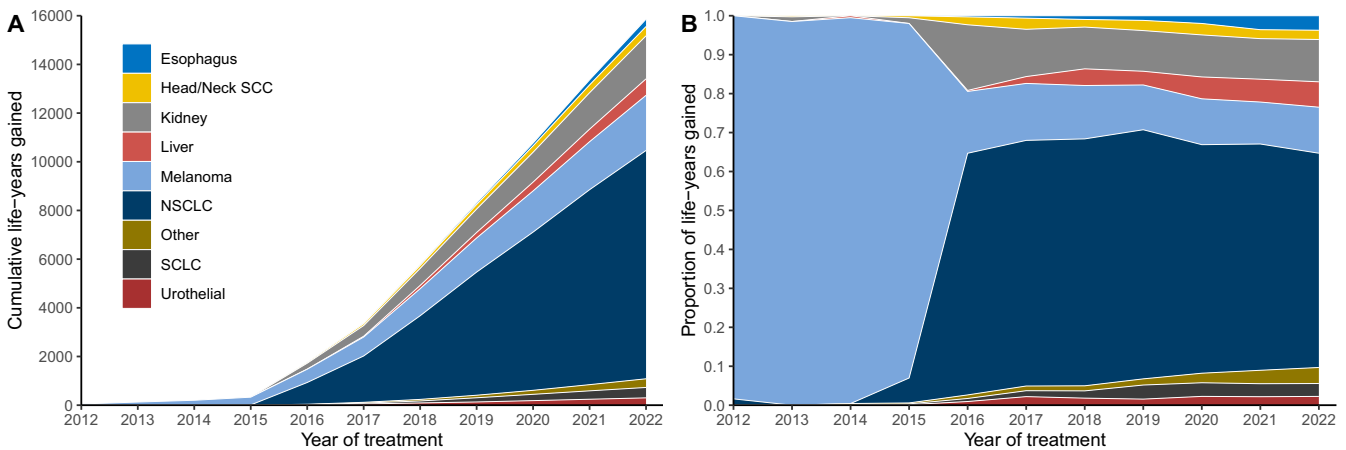 A
Cumulative life−years gained
16000
14000
12000
10000
8000
6000
4000
2000
0
Esophagus
Head/Neck SCC
Kidney
Liver
Melanoma
NSCLC
Other
SCLC
Urothelial
2012 2013 2014 2015 2016 2017 2018 2019 2020 2021 2022
Year of treatment
B
Proportion of life−years gained
1.0
0.9
0.8
0.7
0.6
0.5
0.4
0.3
0.2
0.1
0.0
2012 2013 2014 2015 2016 2017 2018 2019 2020 2021 2022
Year of treatment